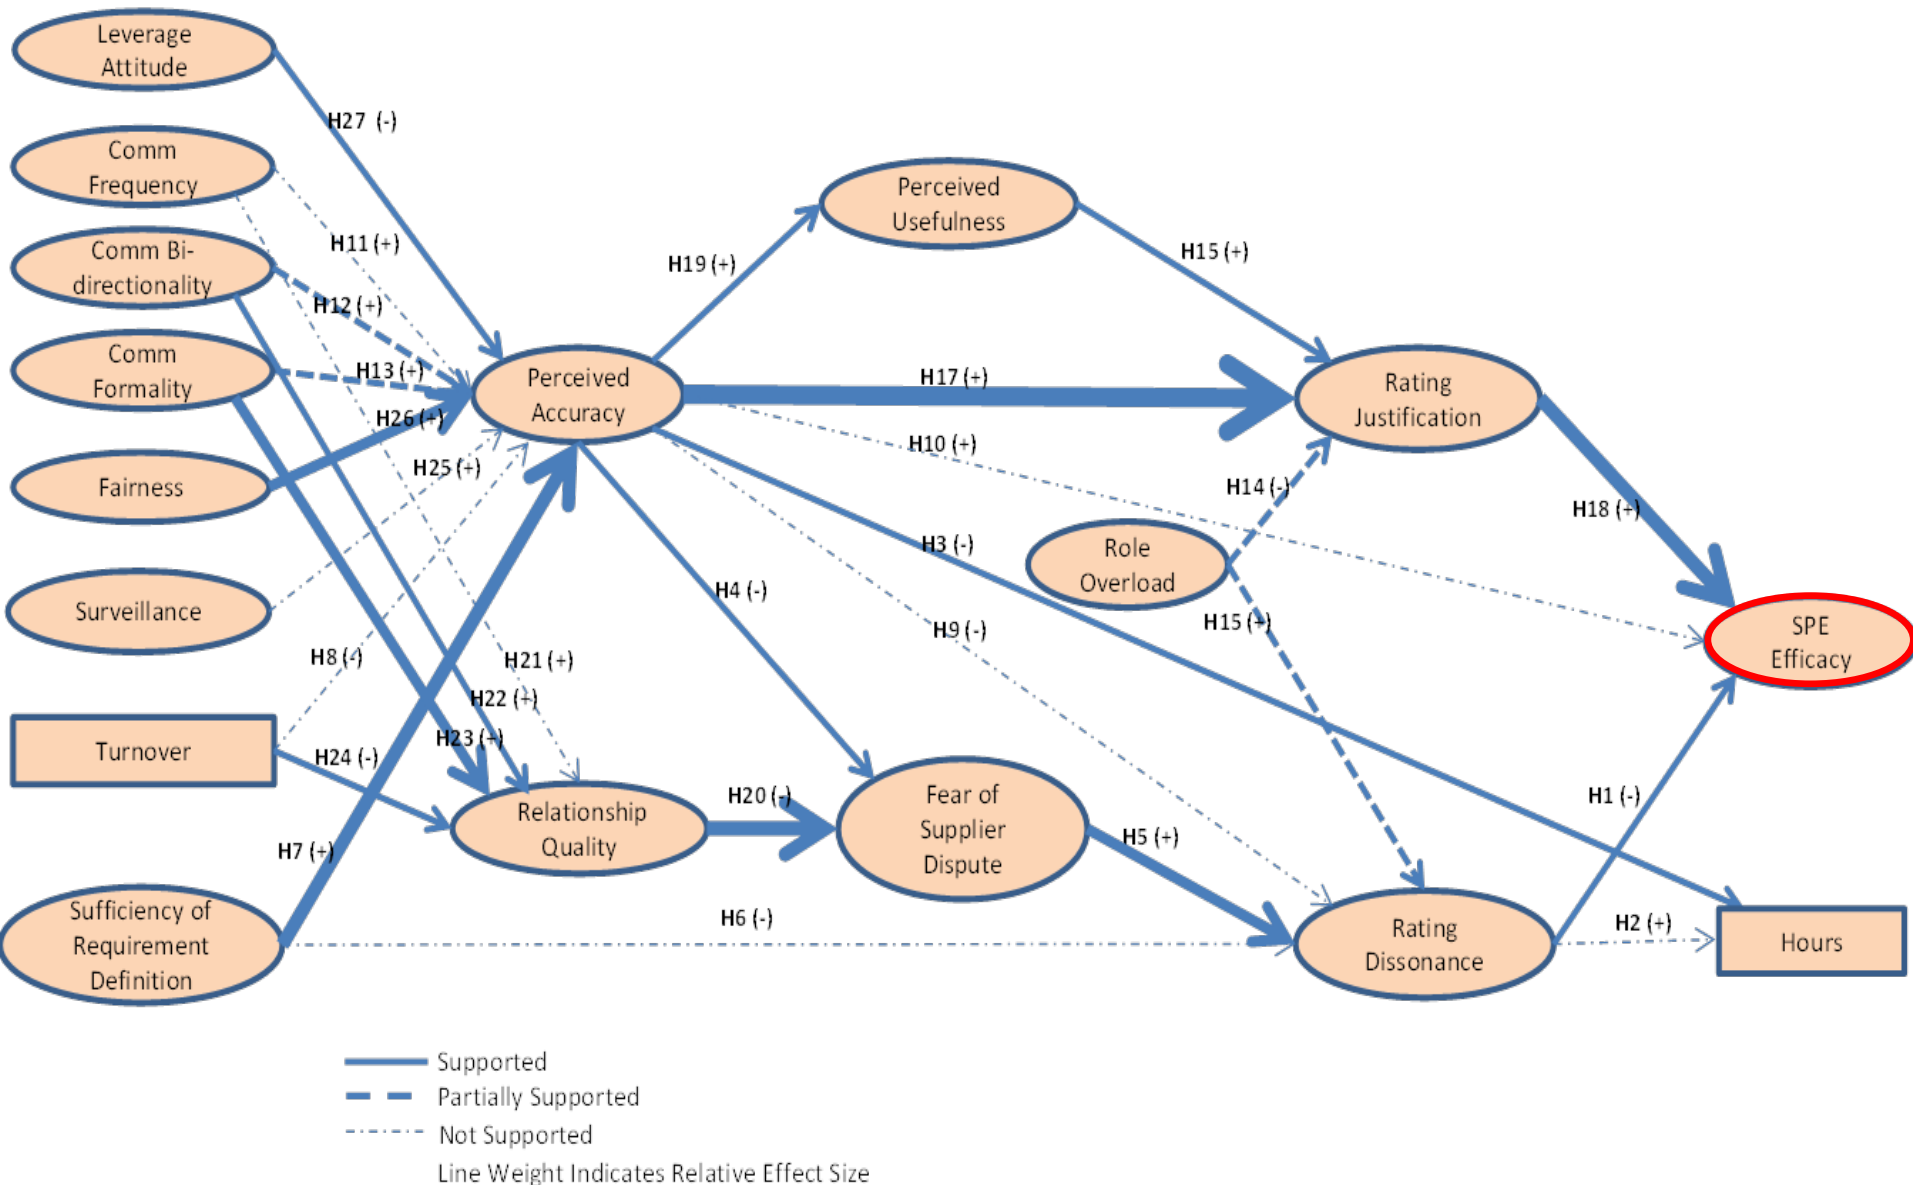 Leverage
Attitude
H27 (-)
Comm
Frequency
Perceived
Usefulness
H11 (+)
Comm Bi-
directionality
H19 (+)
H15 (+)
H12 (+)
Comm
Formality
H13 (+)
Perceived
Accuracy
H17 (+)
Rating
Justification
H26 (+)
H10 (+)
H25 (+)
Fairness
H14 (-)
H18 (+)
H3 (-)
Role
Overload
H4 (-)
Surveillance
H15 (+)
H9 (-)
SPE
Efficacy
H8 (-)
H21 (+)
H22 (+)
H23 (+)
Turnover
H24 (-)
H20 (-)
H1 (-)
Relationship
Quality
Fear of
Supplier
Dispute
H5 (+)
H7 (+)
Sufficiency of
Requirement
Definition
H6 (-)
Rating
Dissonance
H2 (+)
Hours
Supported
Partially Supported
Not Supported
Line Weight Indicates Relative Effect Size